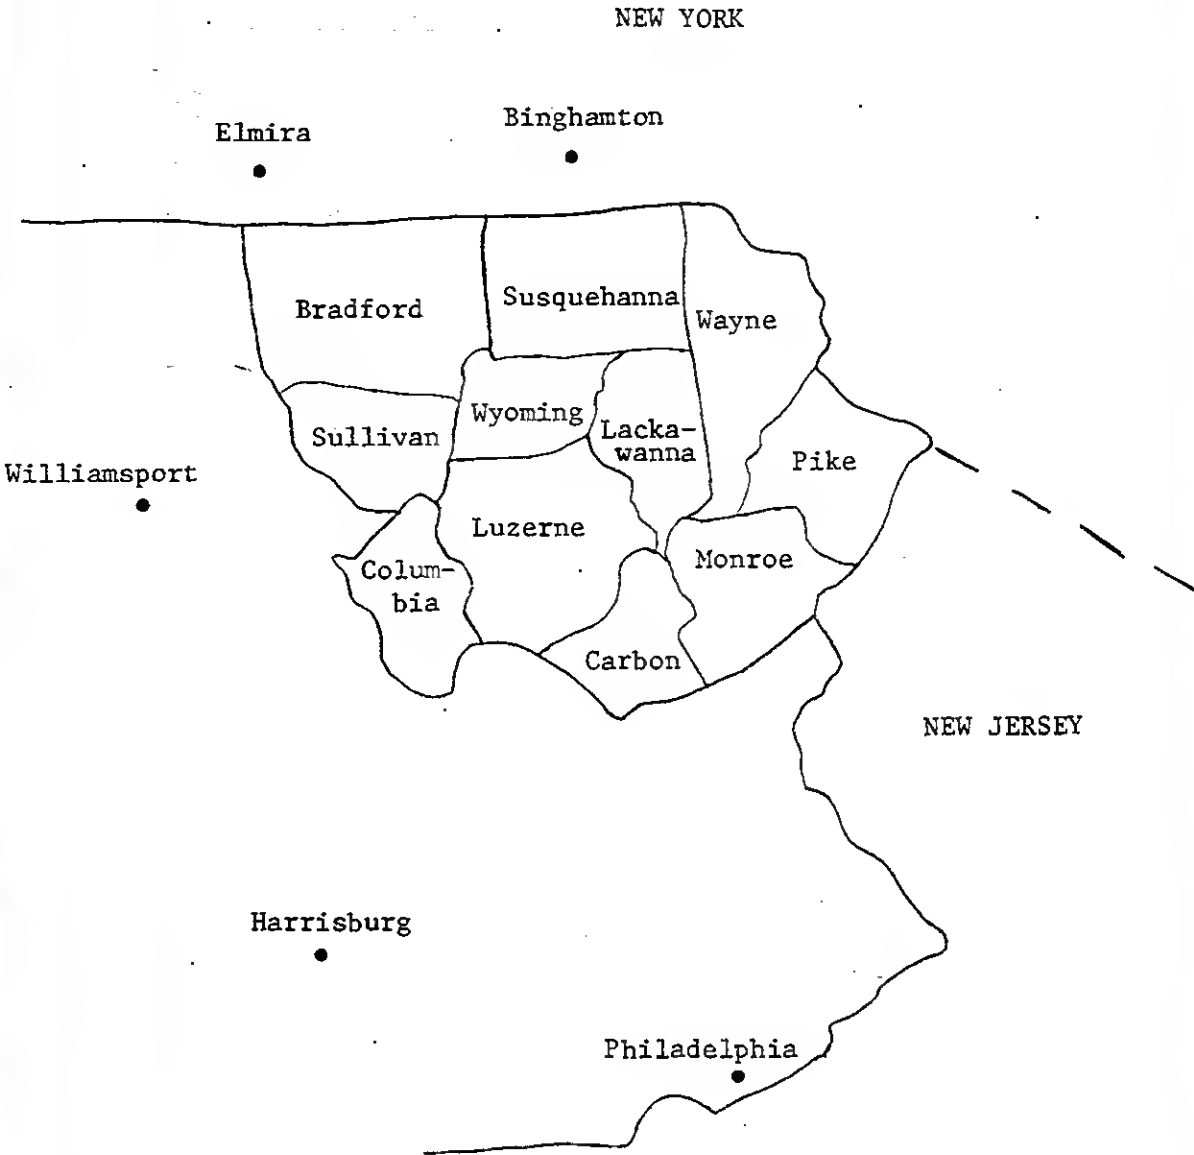 NEW YORK
Binghamton
Elmira
Susquehanna
Bradford
Wayne
Wyoming
Lacka-
wanna
Sullivan
Pike
Williamsport
Luzerne
Monroe
Colum-
bia
Carbon
NEW JERSEY
Harrisburg
Philadelphia